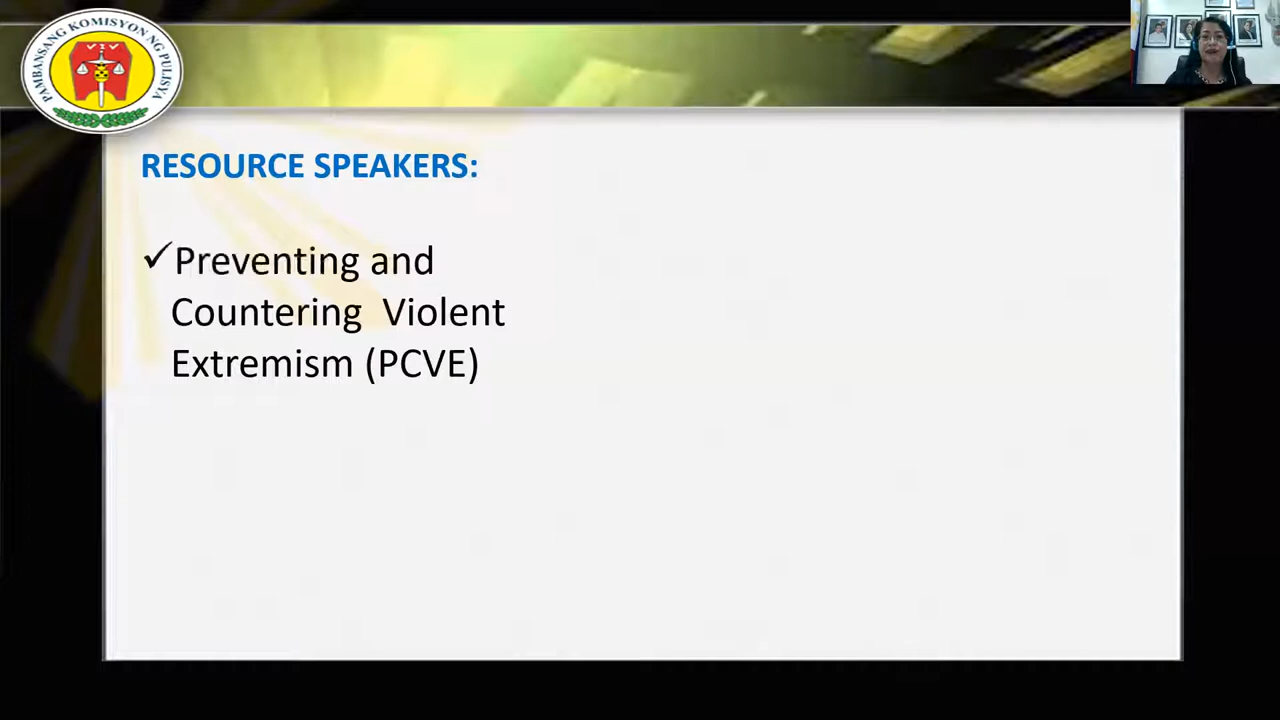 PAMBANSANG KOMISYON NG PULISYA
RESOURCE SPEAKERS:
✓Preventing and
Countering Violent
Extremism (PCVE)